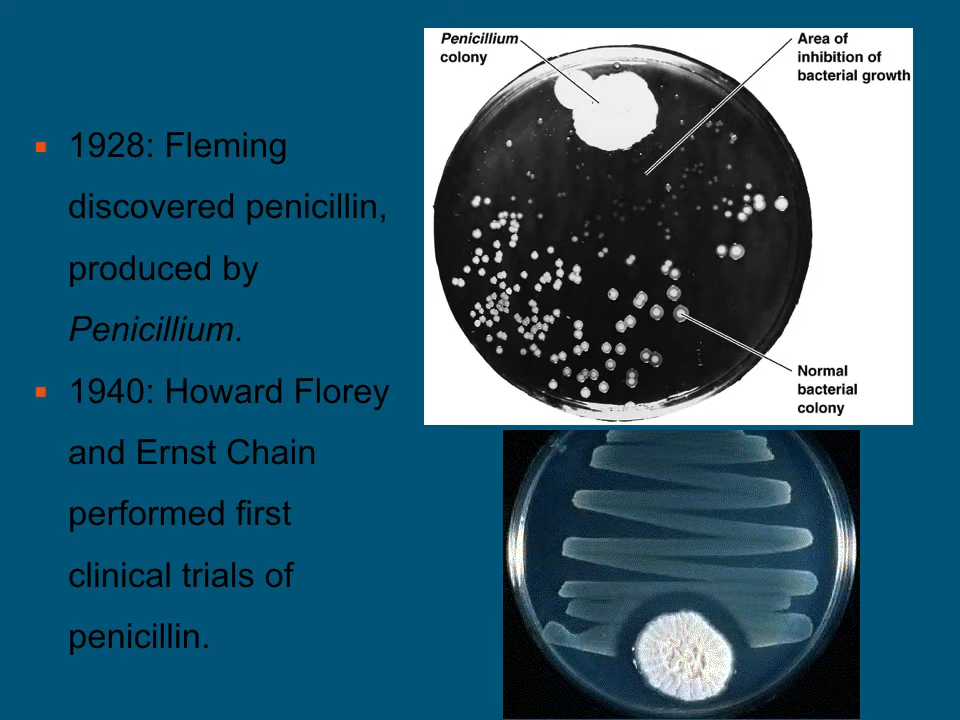 1928: Fleming
discovered penicillin,
produced by
Penicillium.
1940: Howard Florey
and Ernst Chain
performed first
clinical trials of
penicillin.
Penicillium
colony
Area of
inhibition of
bacterial growth
Normal
bacterial
colony